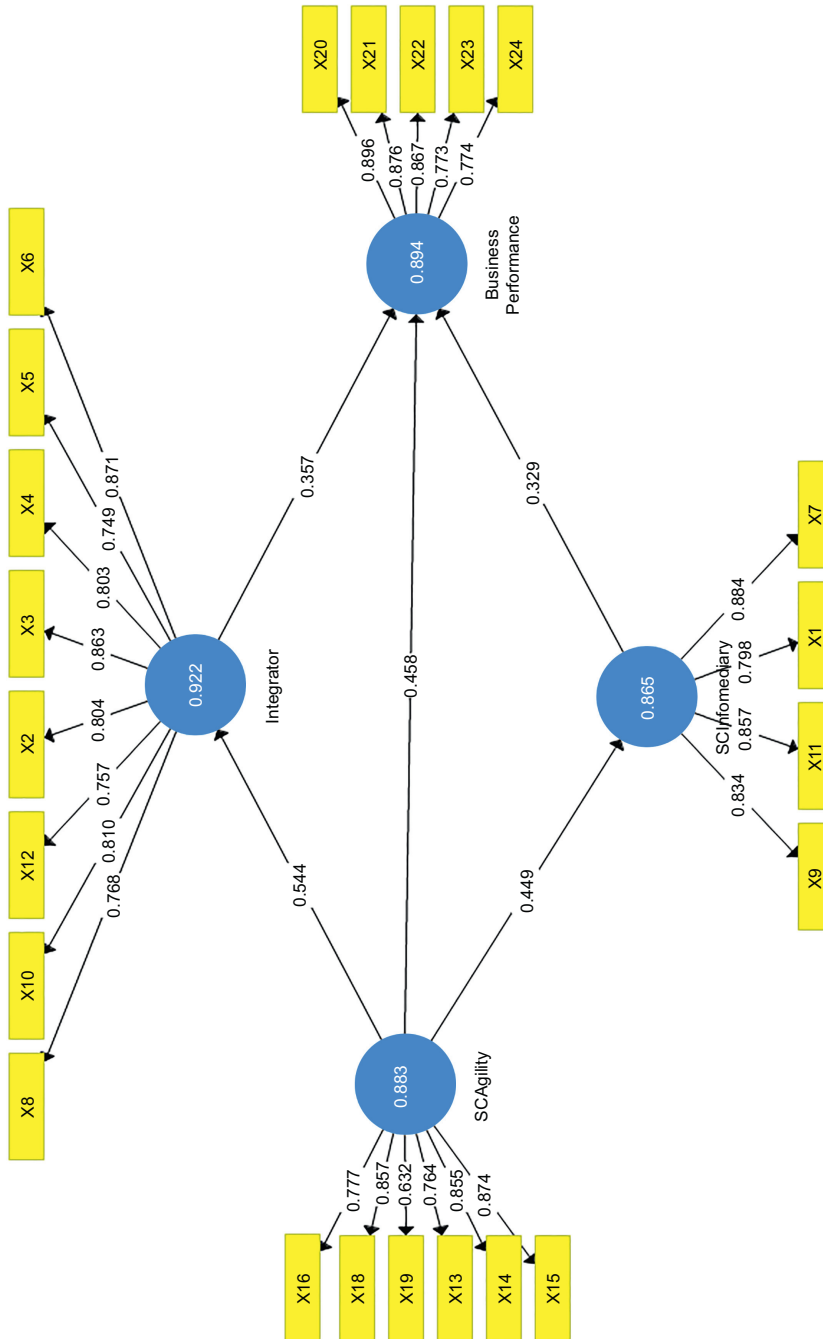 X8
X10
X12
X2
X3
X4
X5
X6
0.768
0.810
0.757
0.804
0.863
0.803
0.749
0.871
0.922
Integrator
0.544
0.357
X16
X18
X19
X13
X14
X15
0.777
0.857
0.632
0.764
0.855
0.874
0.883
SCAgility
0.458
0.894
Business
Performance
0.896
0.876
0.867
0.773
0.774
X20
X21
X22
X23
X24
0.449
0.329
0.865
SCInfomediary
0.834
0.857
0.798
0.884
X9
X11
X1
X7